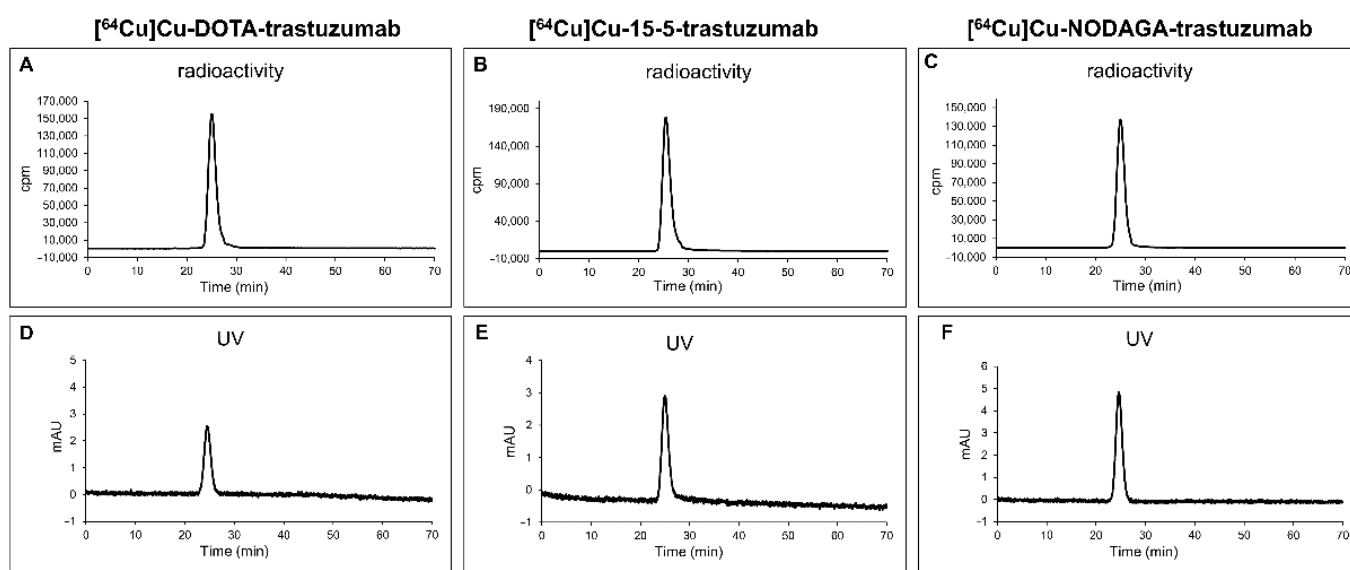 [⁶⁴Cu]Cu-DOTA-trastuzumab
[⁶⁴Cu]Cu-15-5-trastuzumab
[⁶⁴Cu]Cu-NODAGA-trastuzumab
A
radioactivity
170,000
150,000
130,000
110,000
90,000
70,000
50,000
30,000
10,000
−10,000
cpm
0 10 20 30 40 50 60 70
Time (min)
B
radioactivity
190,000
140,000
90,000
40,000
−10,000
cpm
0 10 20 30 40 50 60 70
Time (min)
C
radioactivity
150,000
130,000
110,000
90,000
70,000
50,000
30,000
10,000
−10,000
cpm
0 10 20 30 40 50 60 70
Time (min)
D
UV
5
4
3
2
1
0
−1
mAU
0 10 20 30 40 50 60 70
Time (min)
E
UV
4
3
2
1
0
−1
mAU
0 10 20 30 40 50 60 70
Time (min)
F
UV
6
5
4
3
2
1
0
−1
mAU
0 10 20 30 40 50 60 70
Time (min)